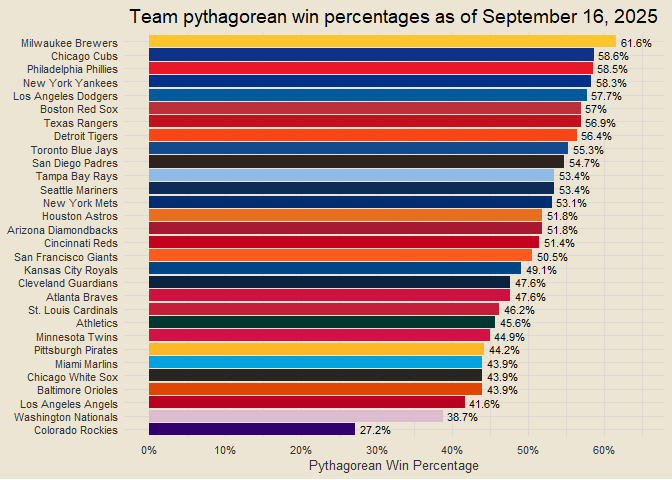 Team pythagorean win percentages as of September 16, 2025
Milwaukee Brewers 61.6%
Chicago Cubs 58.6%
Philadelphia Phillies 58.5%
New York Yankees 58.3%
Los Angeles Dodgers 57.7%
Boston Red Sox 57%
Texas Rangers 56.9%
Detroit Tigers 56.4%
Toronto Blue Jays 55.3%
San Diego Padres 54.7%
Tampa Bay Rays 53.4%
Seattle Mariners 53.4%
New York Mets 53.1%
Houston Astros 51.8%
Arizona Diamondbacks 51.8%
Cincinnati Reds 51.4%
San Francisco Giants 50.5%
Kansas City Royals 49.1%
Cleveland Guardians 47.6%
Atlanta Braves 47.6%
St. Louis Cardinals 46.2%
Athletics 45.6%
Minnesota Twins 44.9%
Pittsburgh Pirates 44.2%
Miami Marlins 43.9%
Chicago White Sox 43.9%
Baltimore Orioles 43.9%
Los Angeles Angels 41.6%
Washington Nationals 38.7%
Colorado Rockies 27.2%
0% 10% 20% 30% 40% 50% 60%
Pythagorean Win Percentage